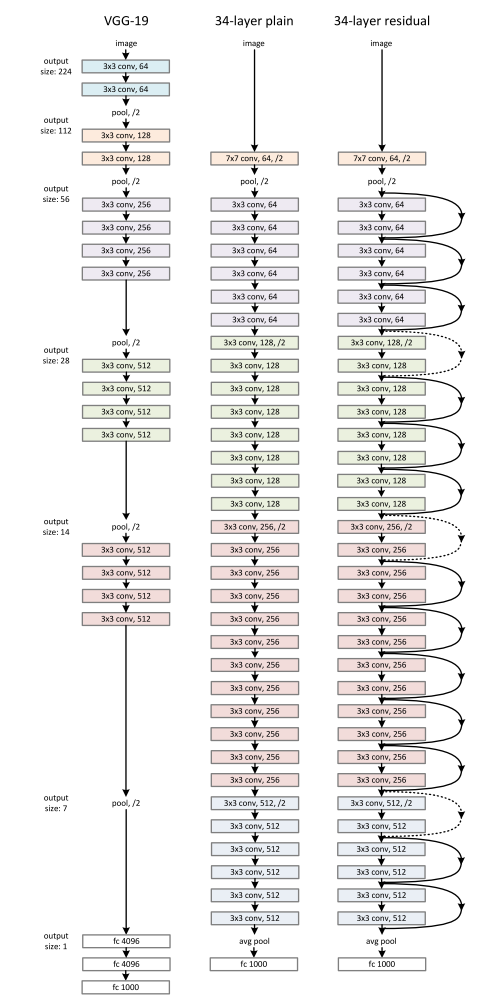 VGG-19
34-layer plain
34-layer residual
output
size: 224
image
3x3 conv, 64
3x3 conv, 64
pool, /2
output
size: 112
3x3 conv, 128
3x3 conv, 128
pool, /2
output
size: 56
3x3 conv, 256
3x3 conv, 256
3x3 conv, 256
3x3 conv, 256
pool, /2
output
size: 28
3x3 conv, 512
3x3 conv, 512
3x3 conv, 512
3x3 conv, 512
pool, /2
output
size: 14
3x3 conv, 512
3x3 conv, 512
3x3 conv, 512
3x3 conv, 512
pool, /2
output
size: 7
output
size: 1
fc 4096
fc 4096
fc 1000
image
7x7 conv, 64, /2
pool, /2
3x3 conv, 64
3x3 conv, 64
3x3 conv, 64
3x3 conv, 64
3x3 conv, 64
3x3 conv, 64
3x3 conv, 128, /2
3x3 conv, 128
3x3 conv, 128
3x3 conv, 128
3x3 conv, 128
3x3 conv, 128
3x3 conv, 128
3x3 conv, 128
3x3 conv, 256, /2
3x3 conv, 256
3x3 conv, 256
3x3 conv, 256
3x3 conv, 256
3x3 conv, 256
3x3 conv, 256
3x3 conv, 256
3x3 conv, 256
3x3 conv, 256
3x3 conv, 256
3x3 conv, 256
3x3 conv, 512, /2
3x3 conv, 512
3x3 conv, 512
3x3 conv, 512
3x3 conv, 512
3x3 conv, 512
avg pool
fc 1000
image
7x7 conv, 64, /2
pool, /2
3x3 conv, 64
3x3 conv, 64
3x3 conv, 64
3x3 conv, 64
3x3 conv, 64
3x3 conv, 64
3x3 conv, 128, /2
3x3 conv, 128
3x3 conv, 128
3x3 conv, 128
3x3 conv, 128
3x3 conv, 128
3x3 conv, 128
3x3 conv, 128
3x3 conv, 256, /2
3x3 conv, 256
3x3 conv, 256
3x3 conv, 256
3x3 conv, 256
3x3 conv, 256
3x3 conv, 256
3x3 conv, 256
3x3 conv, 256
3x3 conv, 256
3x3 conv, 256
3x3 conv, 256
3x3 conv, 512, /2
3x3 conv, 512
3x3 conv, 512
3x3 conv, 512
3x3 conv, 512
3x3 conv, 512
avg pool
fc 1000